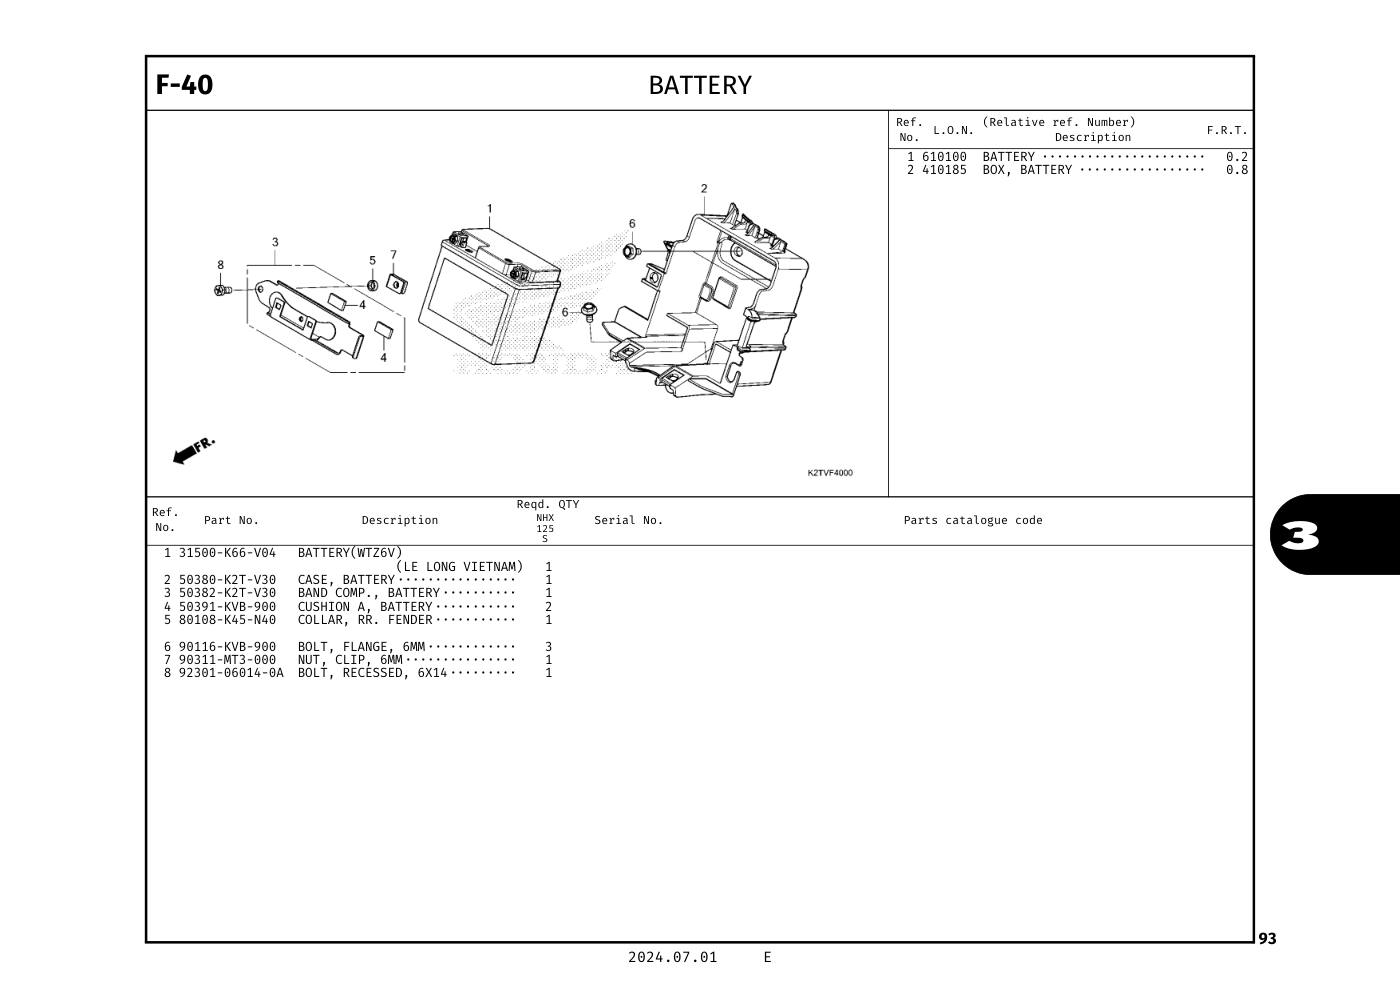 F-40
BATTERY
Ref. No. L.O.N. (Relative ref. Number) Description F.R.T.
1 610100 BATTERY ······················ 0.2
2 410185 BOX, BATTERY ················· 0.8
1
2
3
4
4
5
6
6
7
8
FR.
HONDA
K2TVF4000
Ref. No. Part No. Description Reqd. QTY NHX 125 S Serial No. Parts catalogue code
1 31500-K66-V04 BATTERY(WTZ6V)
(LE LONG VIETNAM) 1
2 50380-K2T-V30 CASE, BATTERY ················ 1
3 50382-K2T-V30 BAND COMP., BATTERY ·········· 1
4 50391-KVB-900 CUSHION A, BATTERY ··········· 2
5 80108-K45-N40 COLLAR, RR. FENDER ··········· 1
6 90116-KVB-900 BOLT, FLANGE, 6MM ············ 3
7 90311-MT3-000 NUT, CLIP, 6MM ··············· 1
8 92301-06014-0A BOLT, RECESSED, 6X14 ········· 1
3
93
2024.07.01 E